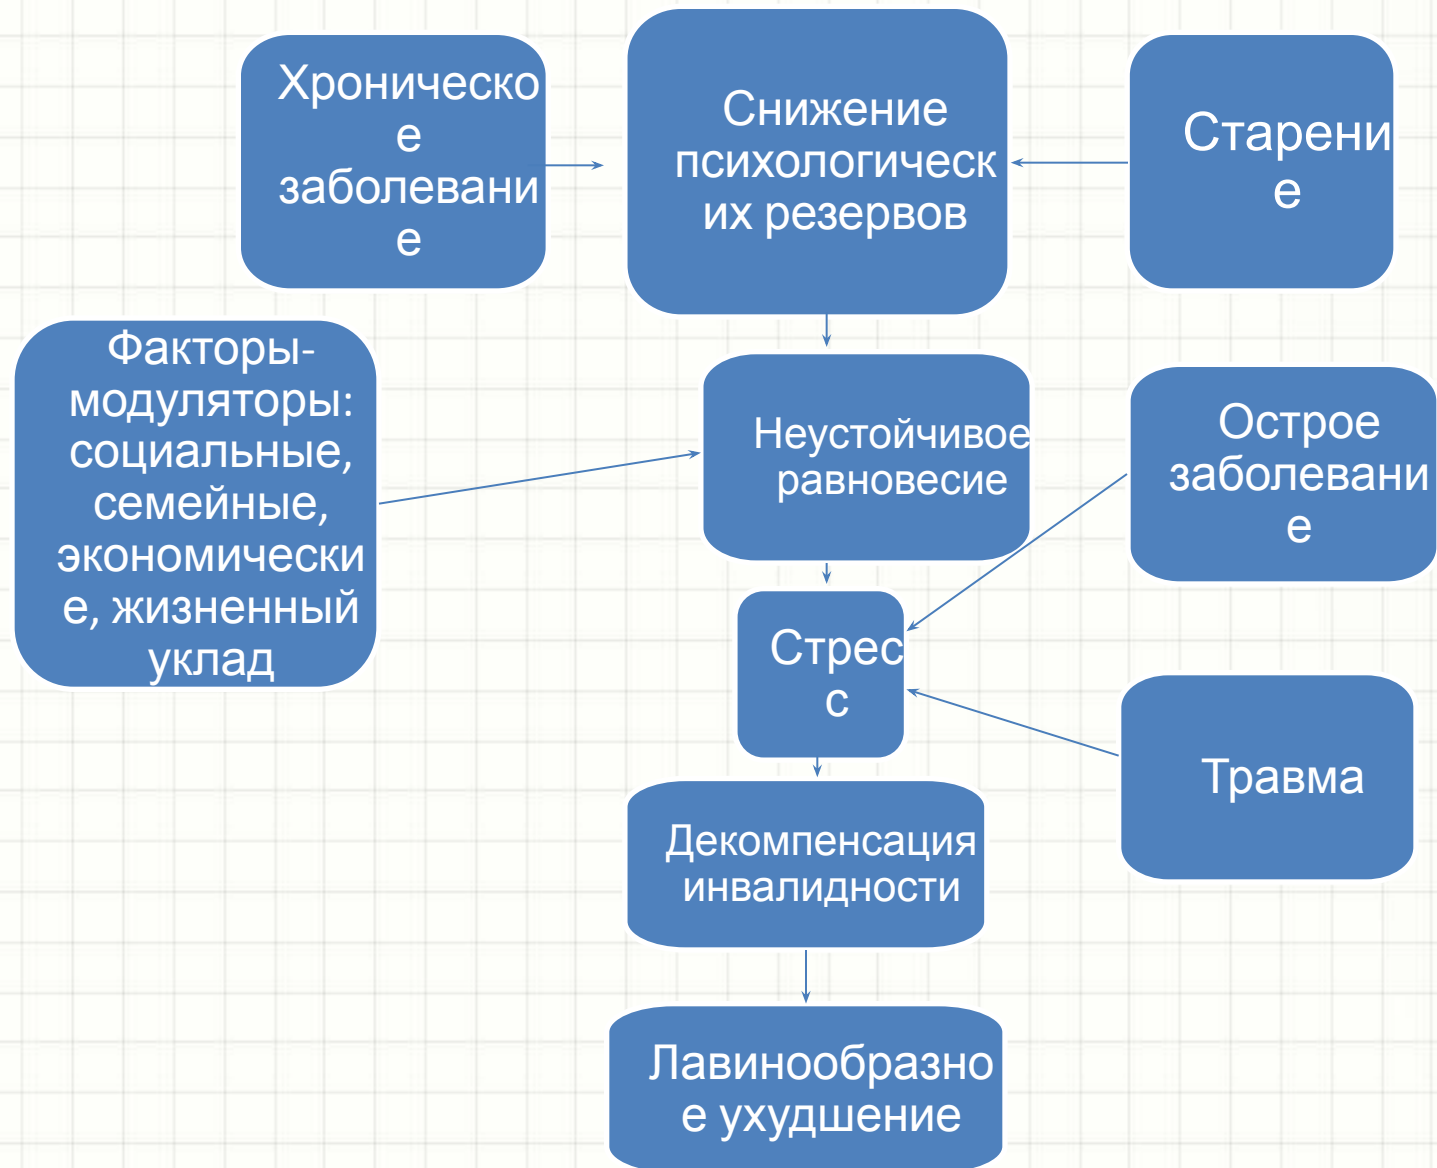 Хроническо
е
заболевани
е
Снижение
психологическ
их резервов
Старени
е
Факторы-
модуляторы:
социальные,
семейные,
экономически
е, жизненный
уклад
Неустойчивое
равновесие
Острое
заболевани
е
Стрес
с
Травма
Декомпенсация
инвалидности
Лавинообразно
е ухудшение